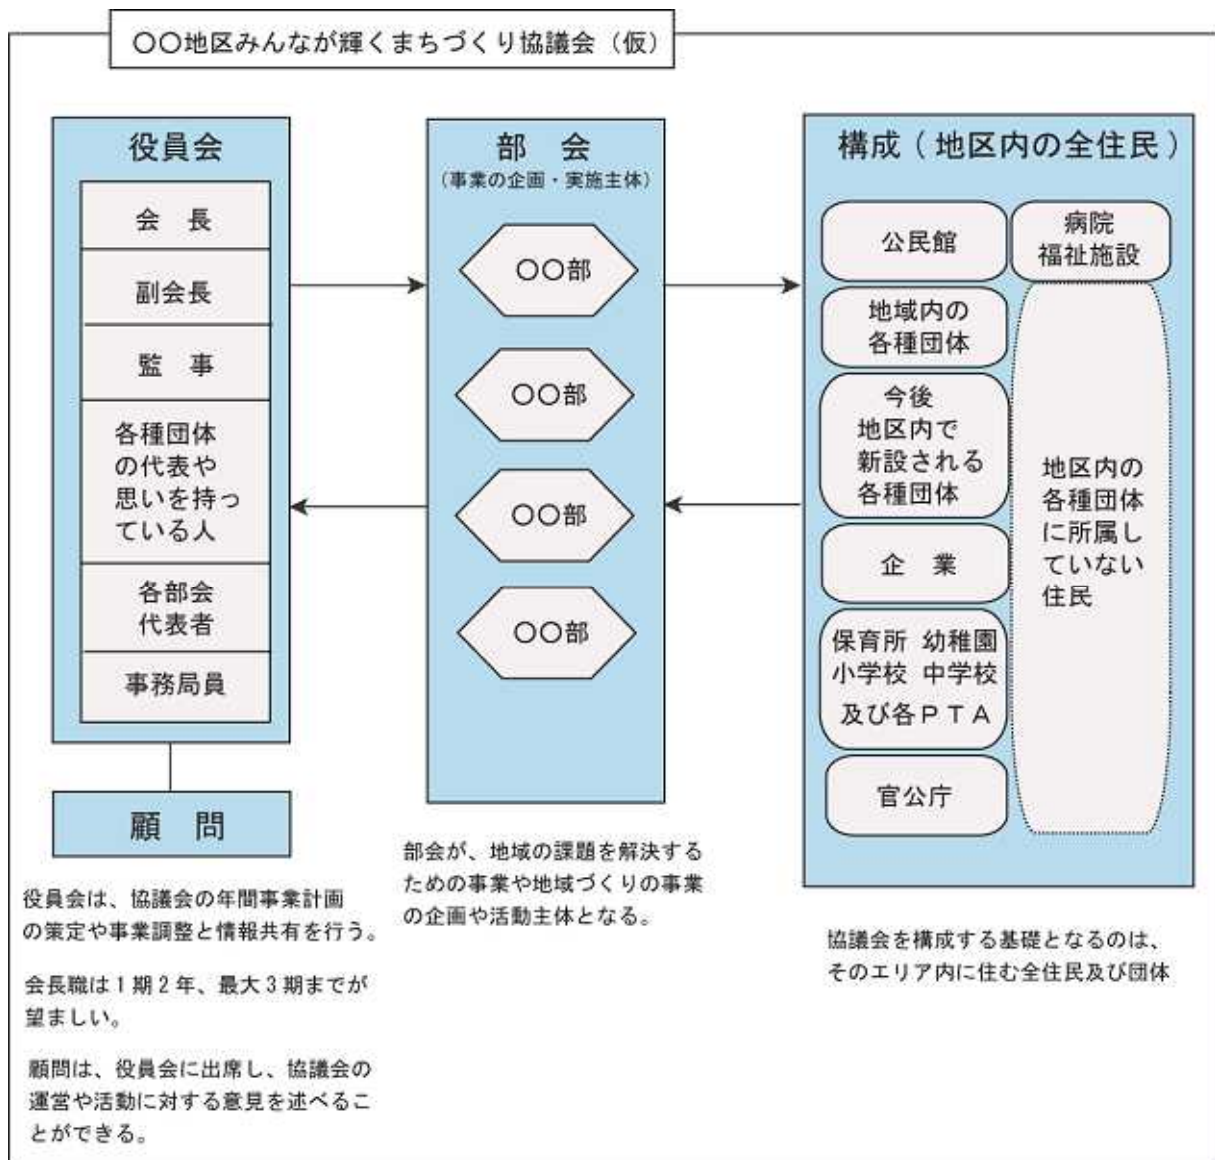 〇〇地区みんなが輝くまちづくり協議会（仮）
役員会
会　長
副会長
監　事
各種団体
の代表や
思いを持っ
ている人
各部会
代表者
事務局員
顧　問
役員会は、協議会の年間事業計画
の策定や事業調整と情報共有を行う。
会長職は１期２年、最大３期までが
望ましい。
顧問は、役員会に出席し、協議会の
運営や活動に対する意見を述べるこ
とができる。
部　会
（事業の企画・実施主体）
〇〇部
〇〇部
〇〇部
〇〇部
部会が、地域の課題を解決する
ための事業や地域づくりの事業
の企画や活動主体となる。
構成（地区内の全住民）
公民館
地域内の
各種団体
今後
地区内で
新設される
各種団体
企　業
保育所　幼稚園
小学校　中学校
及び各ＰＴＡ
官公庁
病院
福祉施設
地区内の
各種団体
に所属し
ていない
住民
協議会を構成する基礎となるのは、
そのエリア内に住む全住民及び団体